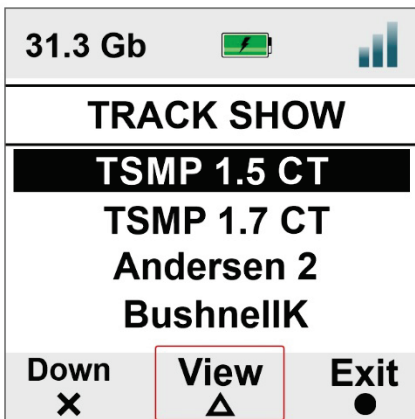 31.3 Gb
TRACK SHOW
TSMP 1.5 CT
TSMP 1.7 CT
Andersen 2
BushnellK
Down View Exit